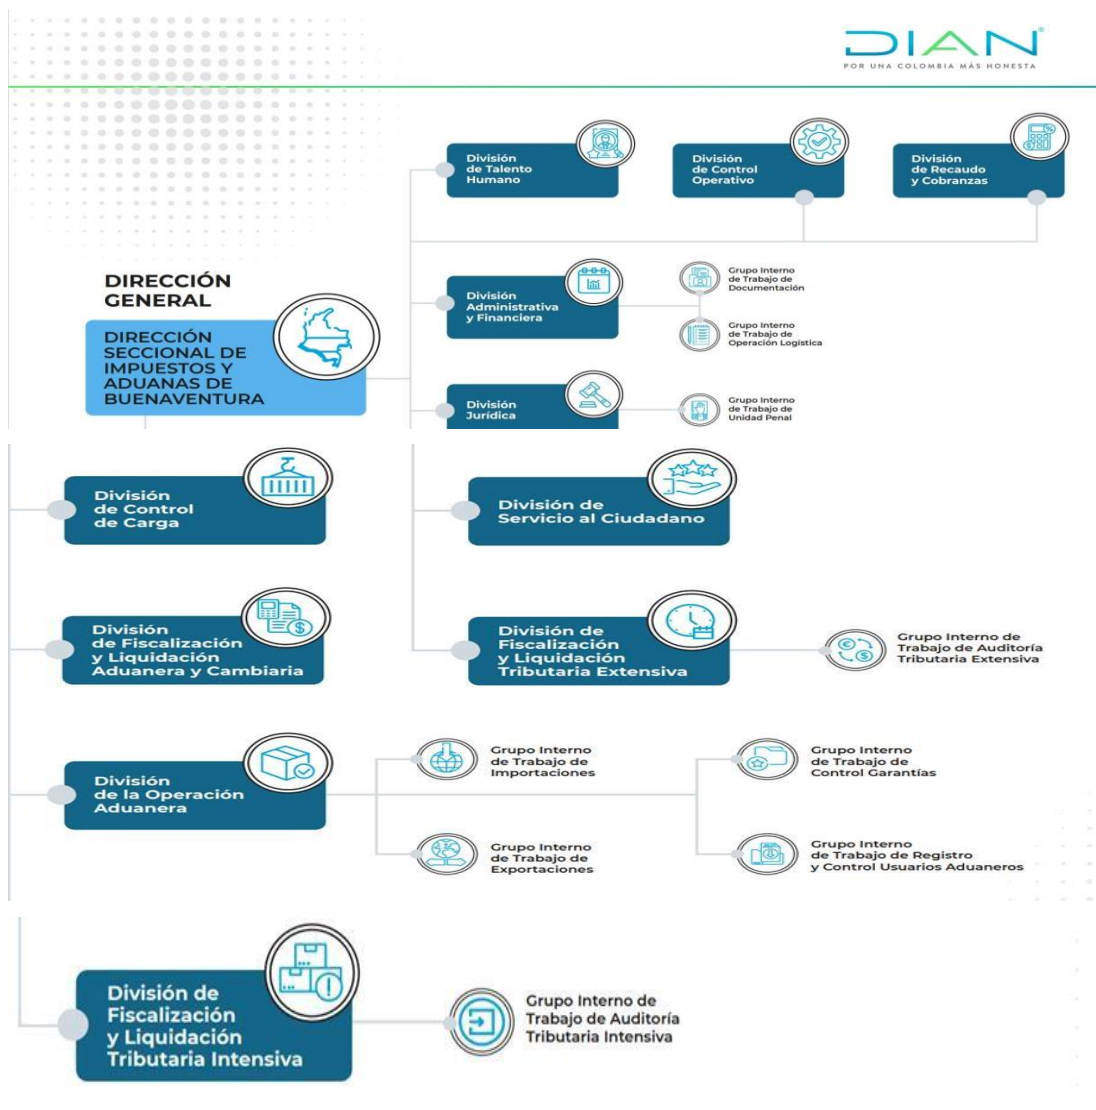 DIAN
POR UNA COLOMBIA MÁS HONESTA
División
de Talento
Humano
División
de Control
Operativo
División
de Recaudo
y Cobranzas
DIRECCIÓN
GENERAL
DIRECCIÓN
SECCIONAL DE
IMPUESTOS Y
ADUANAS DE
BUENAVENTURA
División
Administrativa
y Financiera
Grupo Interno
de Trabajo de
Documentación
Grupo Interno
de Trabajo de
Operación Logística
División
Jurídica
Grupo Interno
de Trabajo de
Unidad Penal
División
de Control
de Carga
División de
Servicio al Ciudadano
División
de Fiscalización
y Liquidación
Aduanera y Cambiaria
División de
Fiscalización
y Liquidación
Tributaria Extensiva
Grupo Interno de
Trabajo de Auditoría
Tributaria Extensiva
División
de la Operación
Aduanera
Grupo Interno
de Trabajo de
Importaciones
Grupo Interno
de Trabajo de
Control Garantías
Grupo Interno
de Trabajo de
Exportaciones
Grupo Interno
de Trabajo de Registro
y Control Usuarios Aduaneros
División de
Fiscalización
y Liquidación
Tributaria Intensiva
Grupo Interno de
Trabajo de Auditoría
Tributaria Intensiva